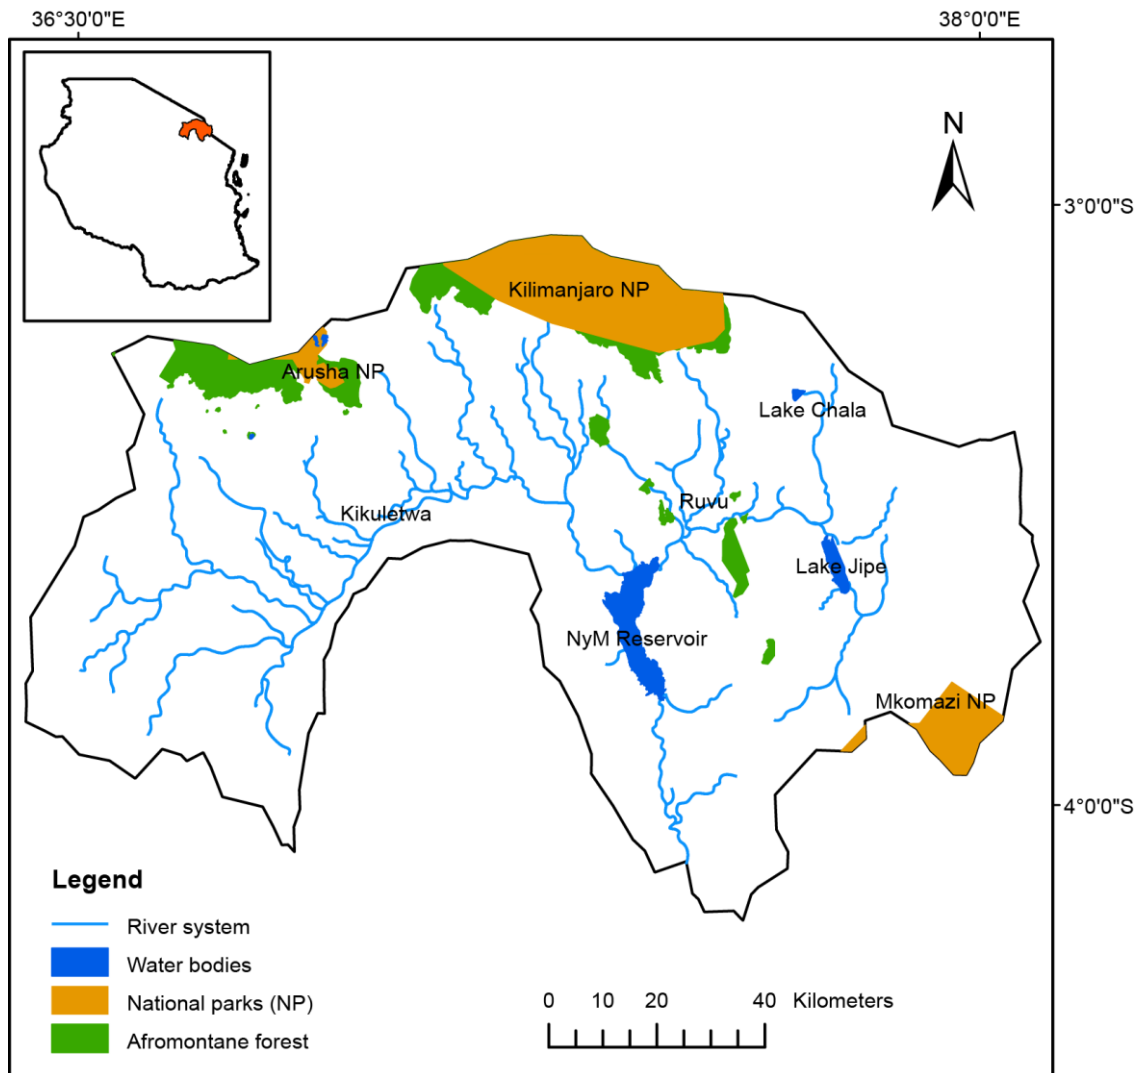 36°30'0"E
38°0'0"E
N
3°0'0"S
Kilimanjaro NP
Arusha NP
Lake Chala
Ruvu
Kikuletwa
Lake Jipe
NyM Reservoir
Mkomazi NP
4°0'0"S
Legend
River system
Water bodies
National parks (NP)
Afromontane forest
0 10 20 40 Kilometers